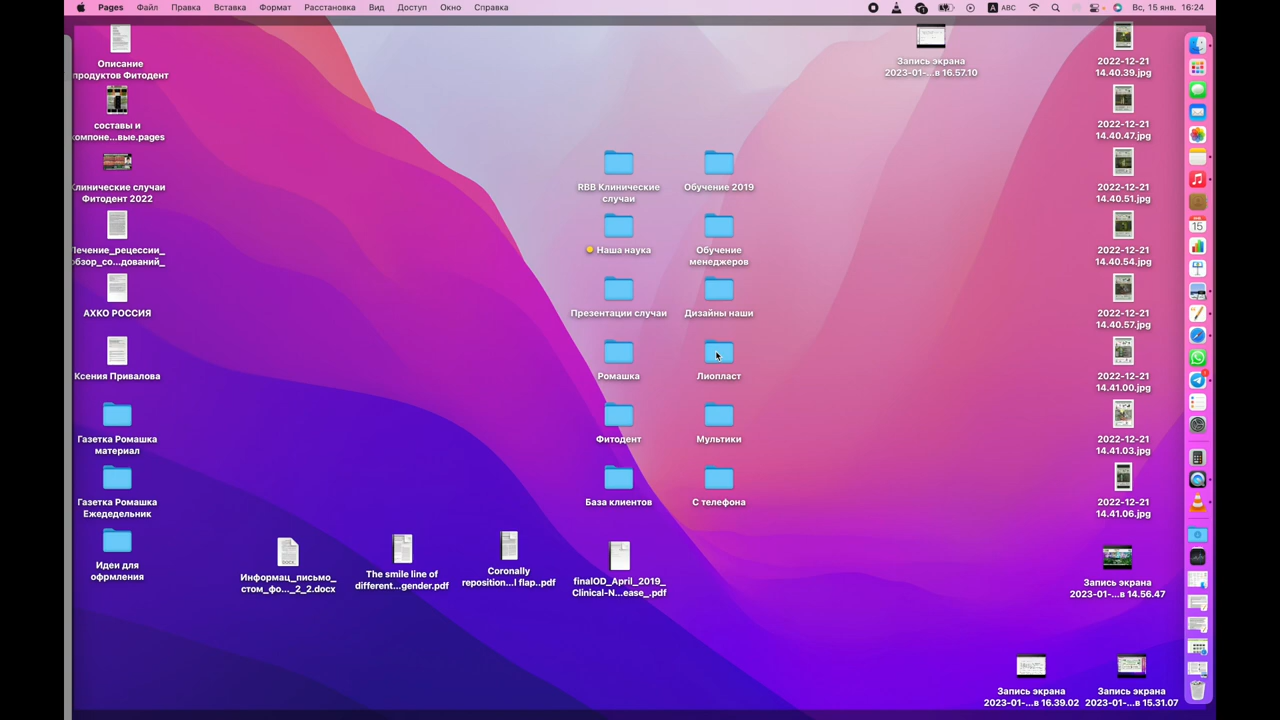 Pages Файл Правка Вставка Формат Расстановка Вид Доступ Окно Справка
A ABC Вс, 15 янв. 16:24
Описание
продуктов Фитодент
составы и
компоне...вые.pages
Клинические случаи
Фитодент 2022
Лечение_рецессии_
обзор_со...дований_
АХКО РОССИЯ
Ксения Привалова
Газетка Ромашка
материал
Газетка Ромашка
Ежедедельник
Идеи для
офрмления
Информац_письмо_
стом_фо..._2_2.docx
The smile line of
different...gender.pdf
Coronally
reposition...l flap..pdf
finalOD_April_2019_
Clinical-N...ease_.pdf
RBB Клинические
случаи
Наша наука
Презентации случаи
Ромашка
Фитодент
База клиентов
Обучение 2019
Обучение
менеджеров
Дизайны наши
Лиопласт
Мультики
С телефона
Запись экрана
2023-01-...в 16.57.10
2022-12-21
14.40.39.jpg
2022-12-21
14.40.47.jpg
2022-12-21
14.40.51.jpg
2022-12-21
14.40.54.jpg
2022-12-21
14.40.57.jpg
2022-12-21
14.41.00.jpg
2022-12-21
14.41.03.jpg
2022-12-21
14.41.06.jpg
Запись экрана
2023-01-...в 14.56.47
Запись экрана
2023-01-...в 16.39.02
Запись экрана
2023-01-...в 15.31.07
15